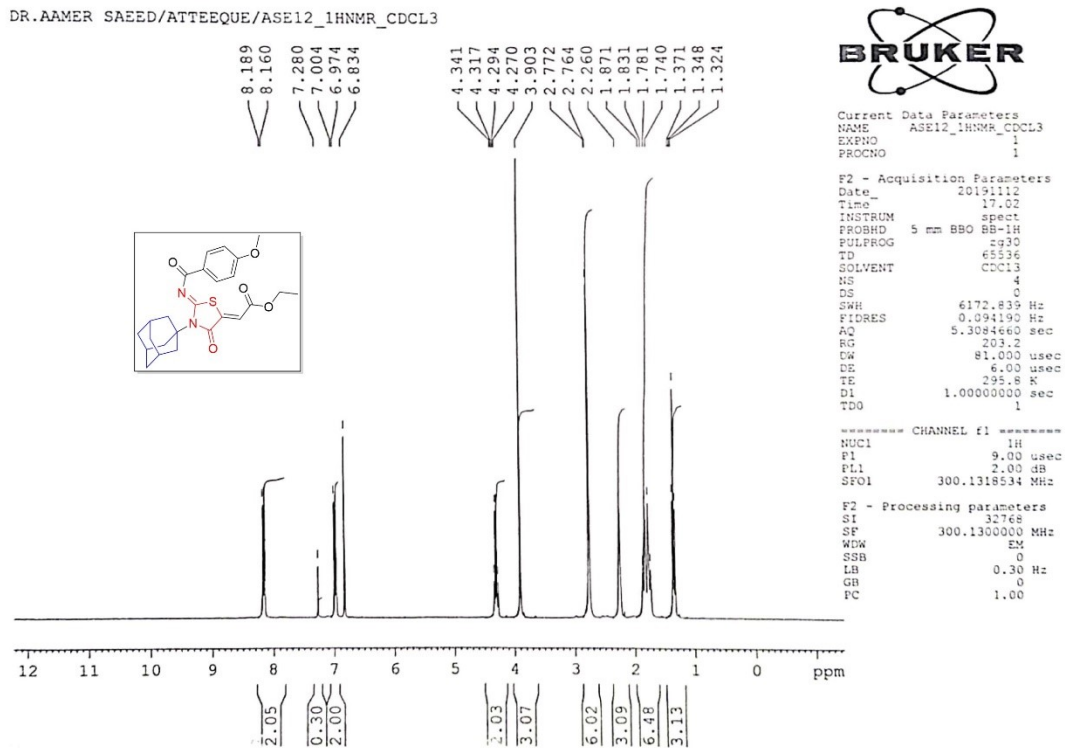 DR.AAMER SAEED/ATTEEQUE/ASE12_1HNMR_CDCL3
8.189
8.160
7.280
7.004
6.974
6.834
4.341
4.317
4.294
4.270
3.903
2.772
2.764
2.260
1.871
1.831
1.781
1.740
1.371
1.348
1.324
BRUKER
Current Data Parameters
NAME ASE12_1HNMR_CDCL3
EXPNO 1
PROCNO 1
F2 - Acquisition Parameters
Date_ 20191112
Time 17.02
INSTRUM spect
PROBHD 5 mm BBO BB-1H
PULPROG zg30
TD 65536
SOLVENT CDCl3
NS 4
DS 0
SWH 6172.839 Hz
FIDRES 0.094190 Hz
AQ 5.3084660 sec
RG 203.2
DW 81.000 usec
DE 6.00 usec
TE 295.8 K
D1 1.00000000 sec
TD0 1
======== CHANNEL f1 ========
NUC1 1H
P1 9.00 usec
PL1 2.00 dB
SFO1 300.1318534 MHz
F2 - Processing parameters
SI 32768
SF 300.1300000 MHz
WDW EM
SSB 0
LB 0.30 Hz
GB 0
PC 1.00
O
O
N
S
O
O
N
O
12 11 10 9 8 7 6 5 4 3 2 1 0 ppm
2.05
0.30
2.00
2.03
3.07
6.02
3.09
6.48
3.13